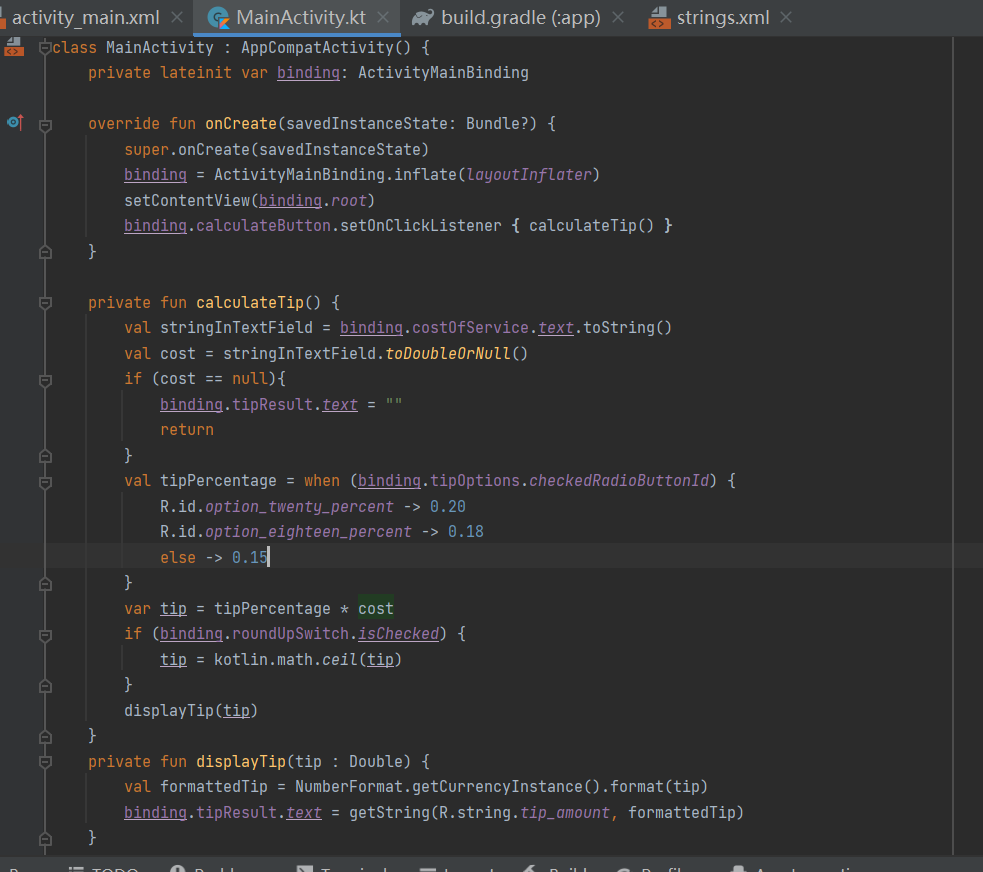 activity_main.xml MainActivity.kt build.gradle (:app) strings.xml
class MainActivity : AppCompatActivity() {
    private lateinit var binding: ActivityMainBinding

    override fun onCreate(savedInstanceState: Bundle?) {
        super.onCreate(savedInstanceState)
        binding = ActivityMainBinding.inflate(layoutInflater)
        setContentView(binding.root)
        binding.calculateButton.setOnClickListener { calculateTip() }
    }

    private fun calculateTip() {
        val stringInTextField = binding.costOfService.text.toString()
        val cost = stringInTextField.toDoubleOrNull()
        if (cost == null){
            binding.tipResult.text = ""
            return
        }
        val tipPercentage = when (binding.tipOptions.checkedRadioButtonId) {
            R.id.option_twenty_percent -> 0.20
            R.id.option_eighteen_percent -> 0.18
            else -> 0.15
        }
        var tip = tipPercentage * cost
        if (binding.roundUpSwitch.isChecked) {
            tip = kotlin.math.ceil(tip)
        }
        displayTip(tip)
    }
    private fun displayTip(tip : Double) {
        val formattedTip = NumberFormat.getCurrencyInstance().format(tip)
        binding.tipResult.text = getString(R.string.tip_amount, formattedTip)
    }
TODO Terminal